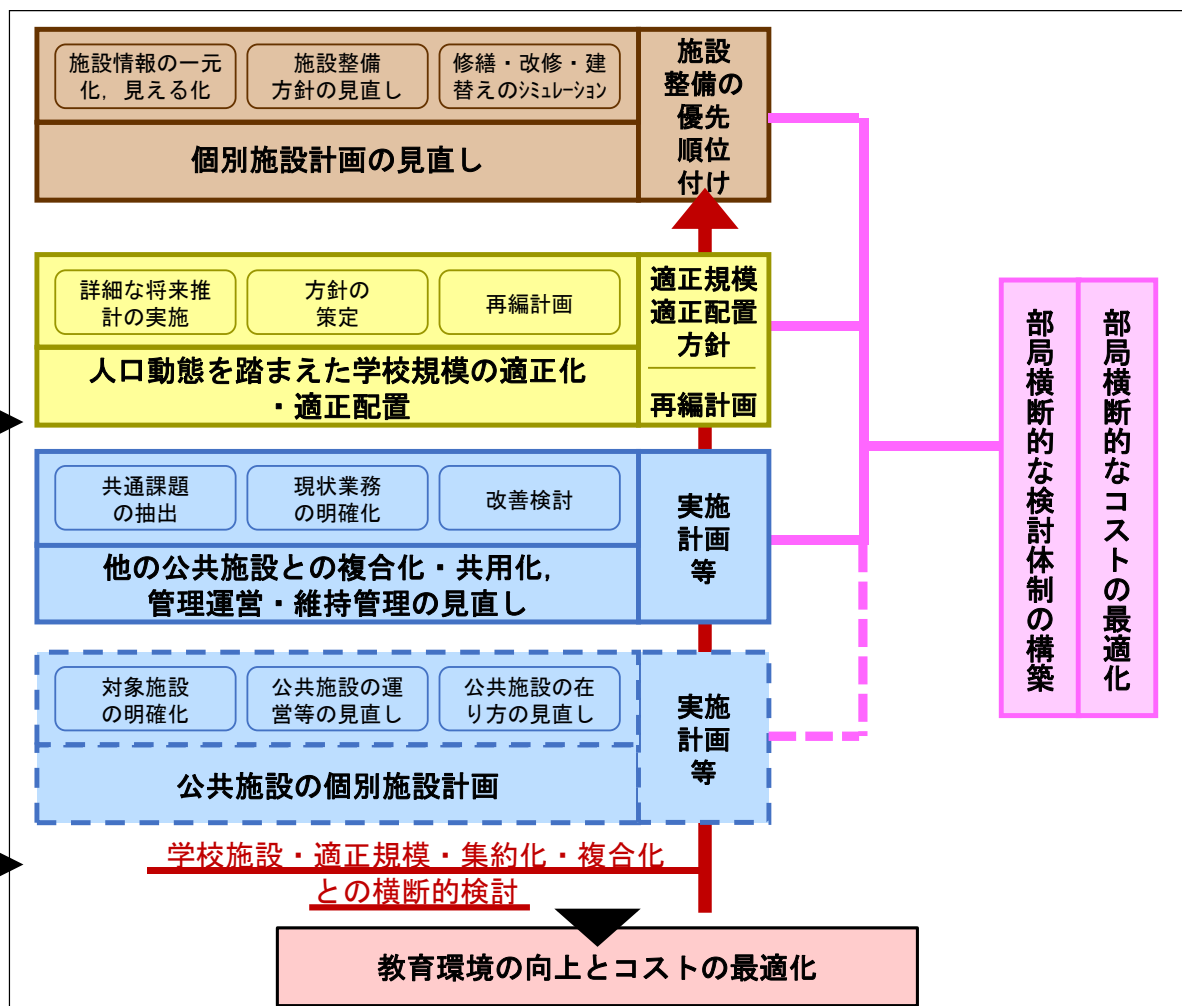 施設情報の一元
化，見える化
施設整備
方針の見直し
修繕・改修・建
替えのｼﾐｭﾚｰｼｮﾝ
個別施設計画の見直し
施設
整備の
優先
順位
付け
詳細な将来推
計の実施
方針の
策定
再編計画
人口動態を踏まえた学校規模の適正化
・適正配置
適正規模
適正配置
方針
再編計画
共通課題
の抽出
現状業務
の明確化
改善検討
他の公共施設との複合化・共用化，
管理運営・維持管理の見直し
実施
計画
等
対象施設
の明確化
公共施設の運
営等の見直し
公共施設の在
り方の見直し
公共施設の個別施設計画
実施
計画
等
部局横断的なコストの最適化
部局横断的な検討体制の構築
学校施設・適正規模・集約化・複合化
との横断的検討
教育環境の向上とコストの最適化